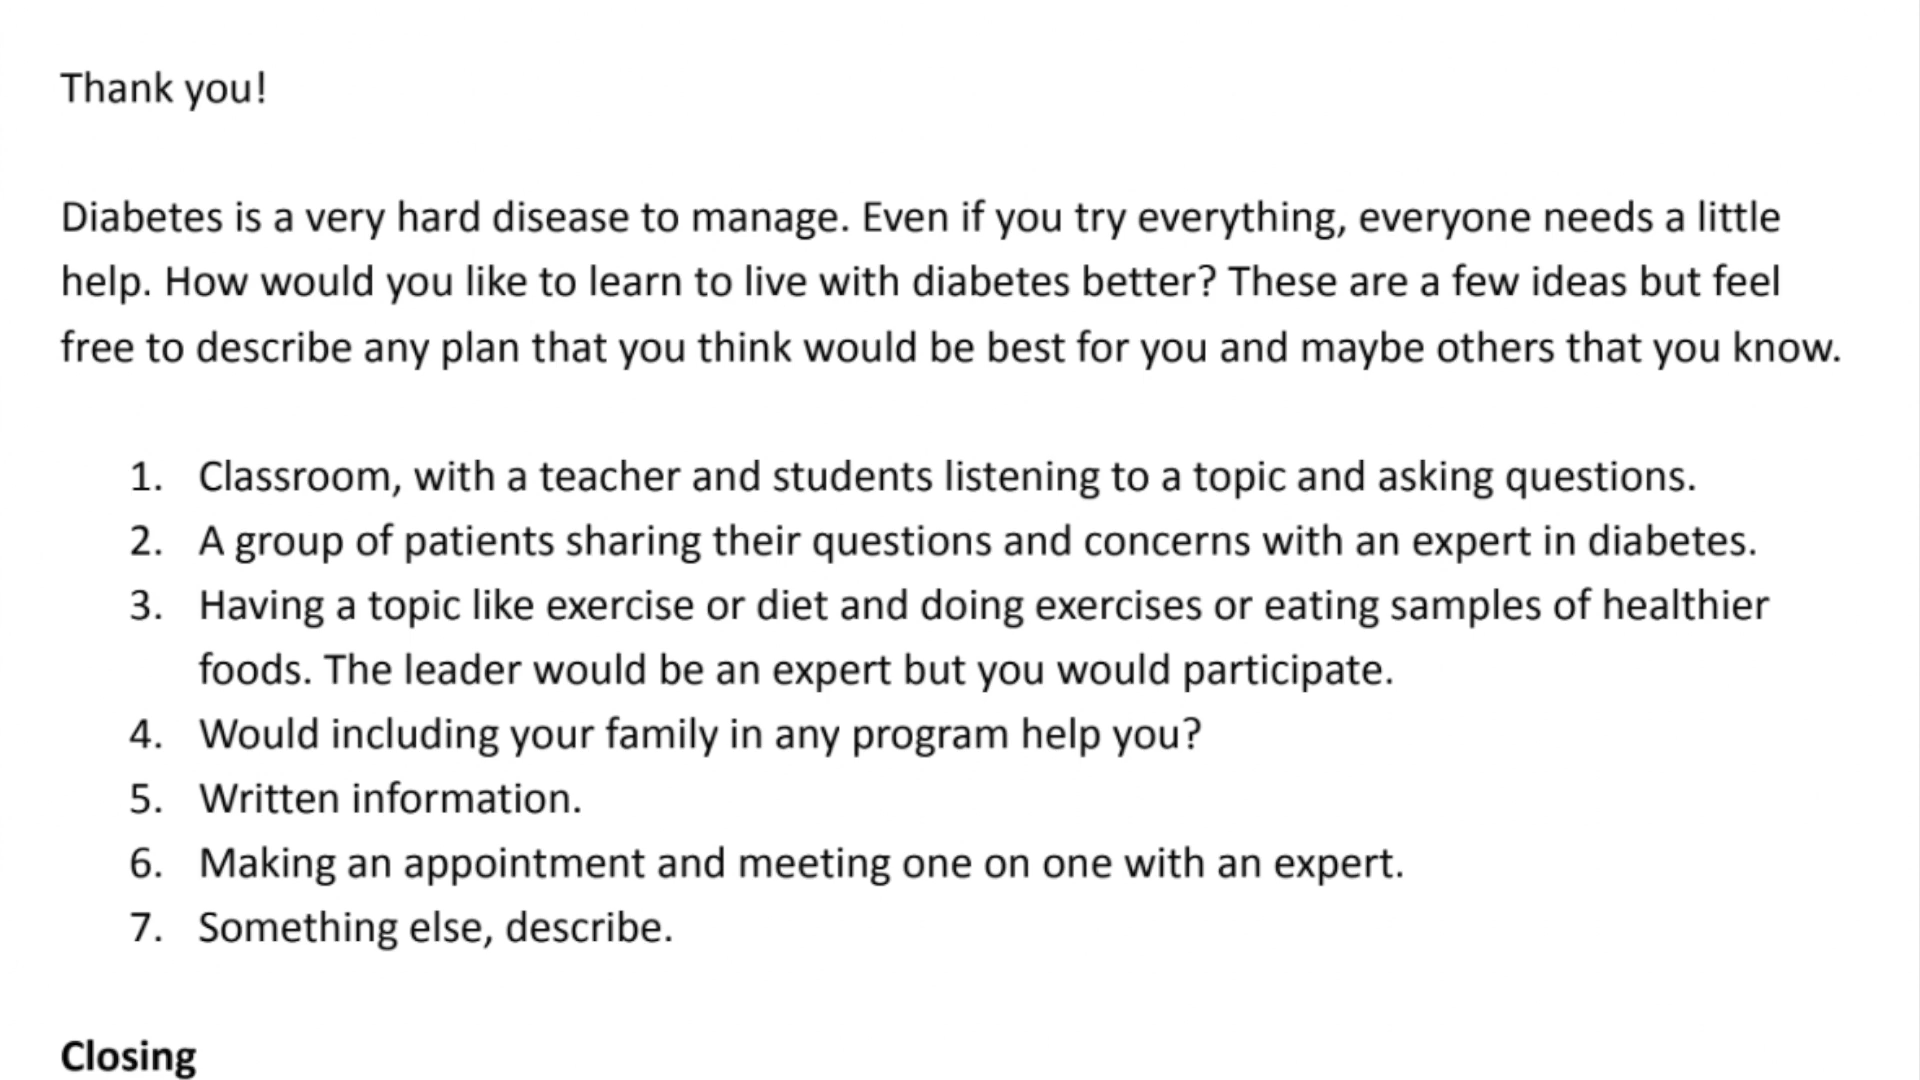 Thank you!
Diabetes is a very hard disease to manage. Even if you try everything, everyone needs a little
help. How would you like to learn to live with diabetes better? These are a few ideas but feel
free to describe any plan that you think would be best for you and maybe others that you know.
1. Classroom, with a teacher and students listening to a topic and asking questions.
2. A group of patients sharing their questions and concerns with an expert in diabetes.
3. Having a topic like exercise or diet and doing exercises or eating samples of healthier
foods. The leader would be an expert but you would participate.
4. Would including your family in any program help you?
5. Written information.
6. Making an appointment and meeting one on one with an expert.
7. Something else, describe.
Closing